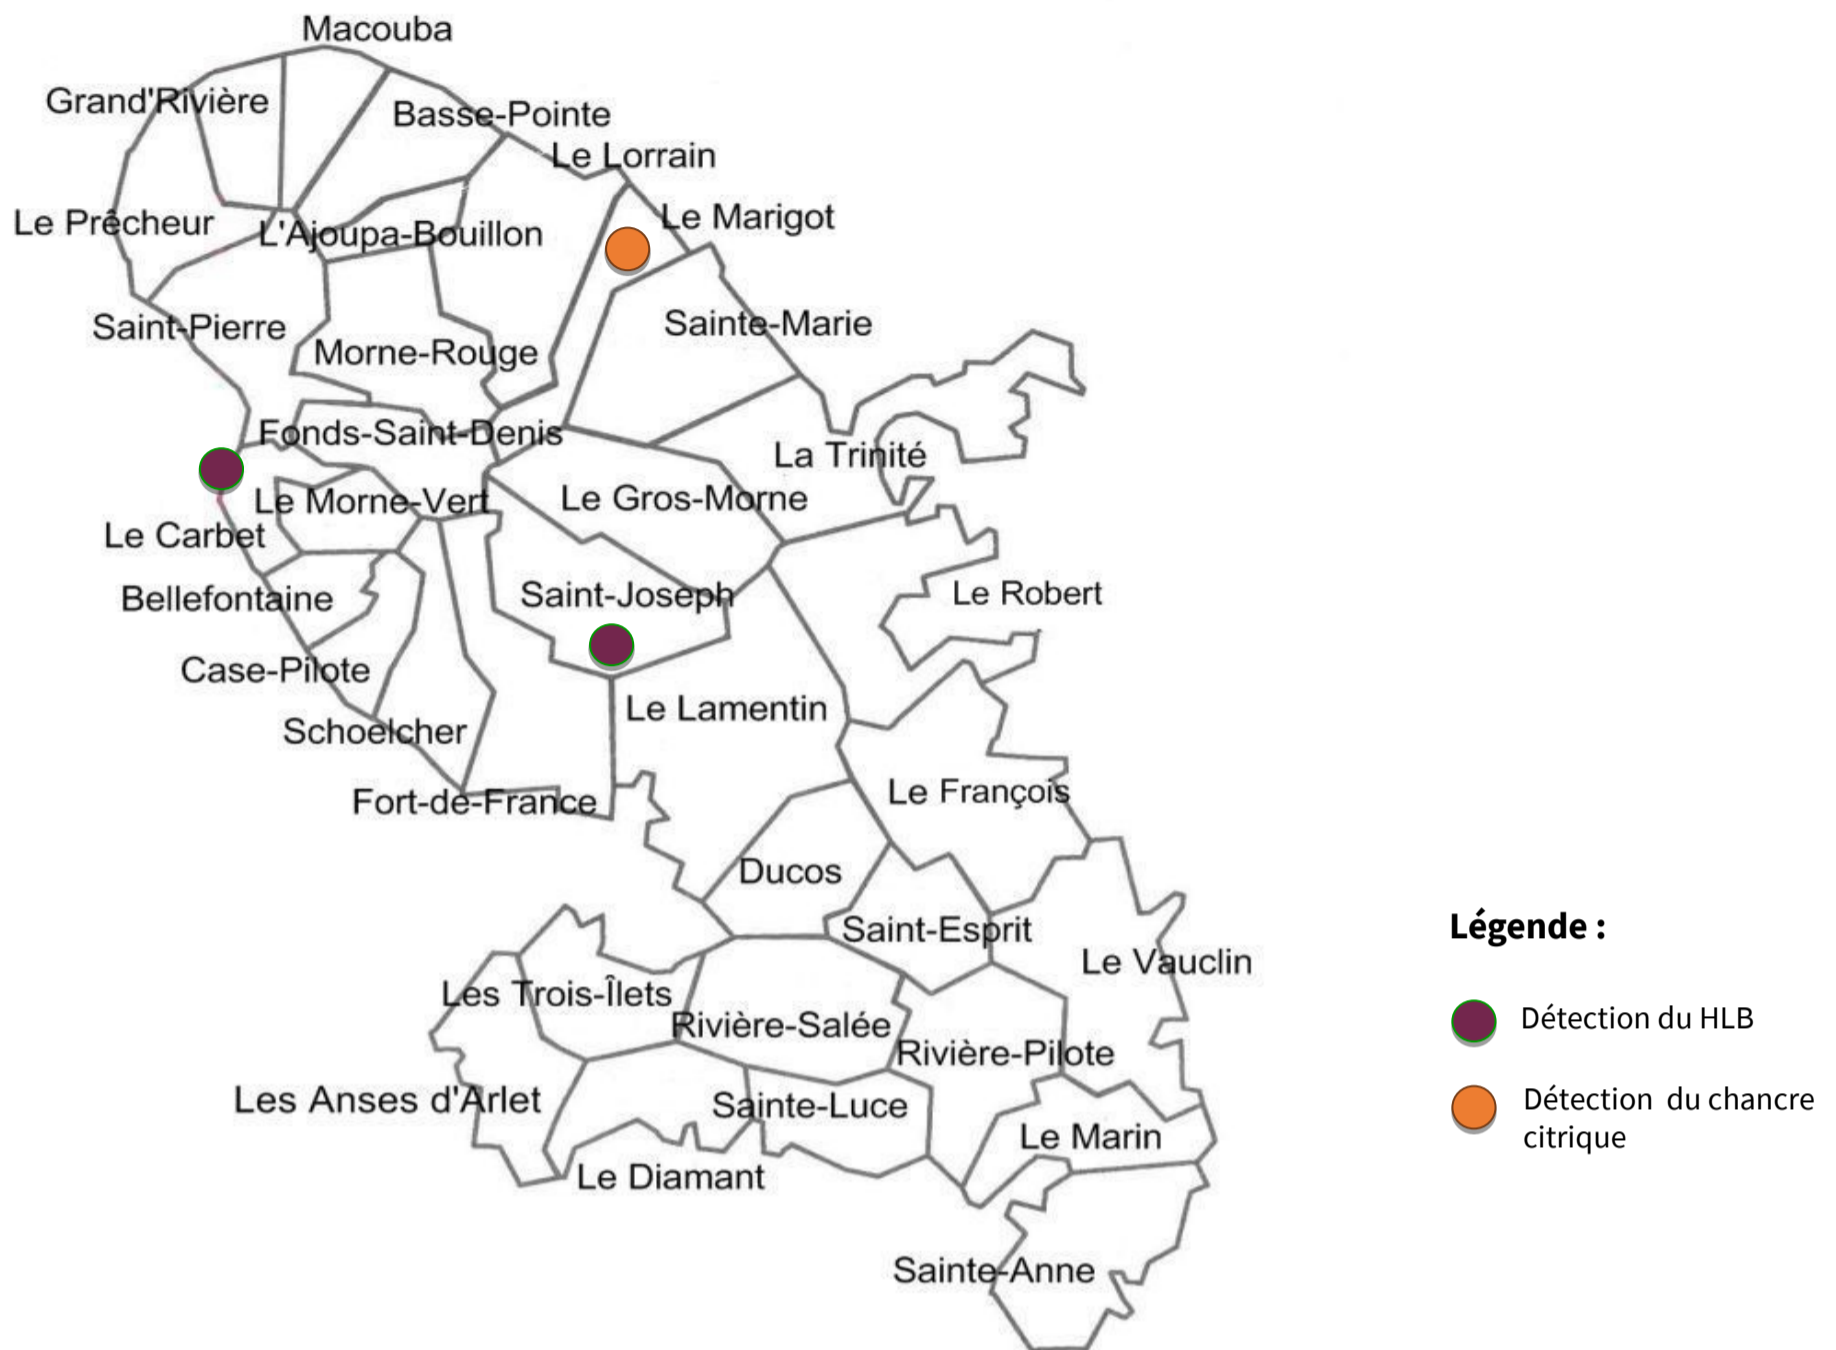 Macouba
Grand'Rivière
Basse-Pointe
Le Lorrain
Le Prêcheur
L'Ajoupa-Bouillon
Le Marigot
Saint-Pierre
Morne-Rouge
Sainte-Marie
Fonds-Saint-Denis
La Trinité
Le Morne-Vert
Le Gros-Morne
Le Carbet
Bellefontaine
Saint-Joseph
Le Robert
Case-Pilote
Schoelcher
Le Lamentin
Fort-de-France
Le François
Ducos
Saint-Esprit
Le Vauclin
Les Trois-Îlets
Rivière-Salée
Rivière-Pilote
Les Anses d'Arlet
Sainte-Luce
Le Marin
Le Diamant
Sainte-Anne
Légende :
Détection du HLB
Détection du chancre
citrique